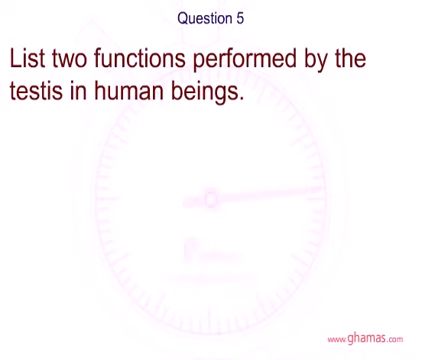 Question 5
List two functions performed by the
testis in human beings.
www.ghamas.com